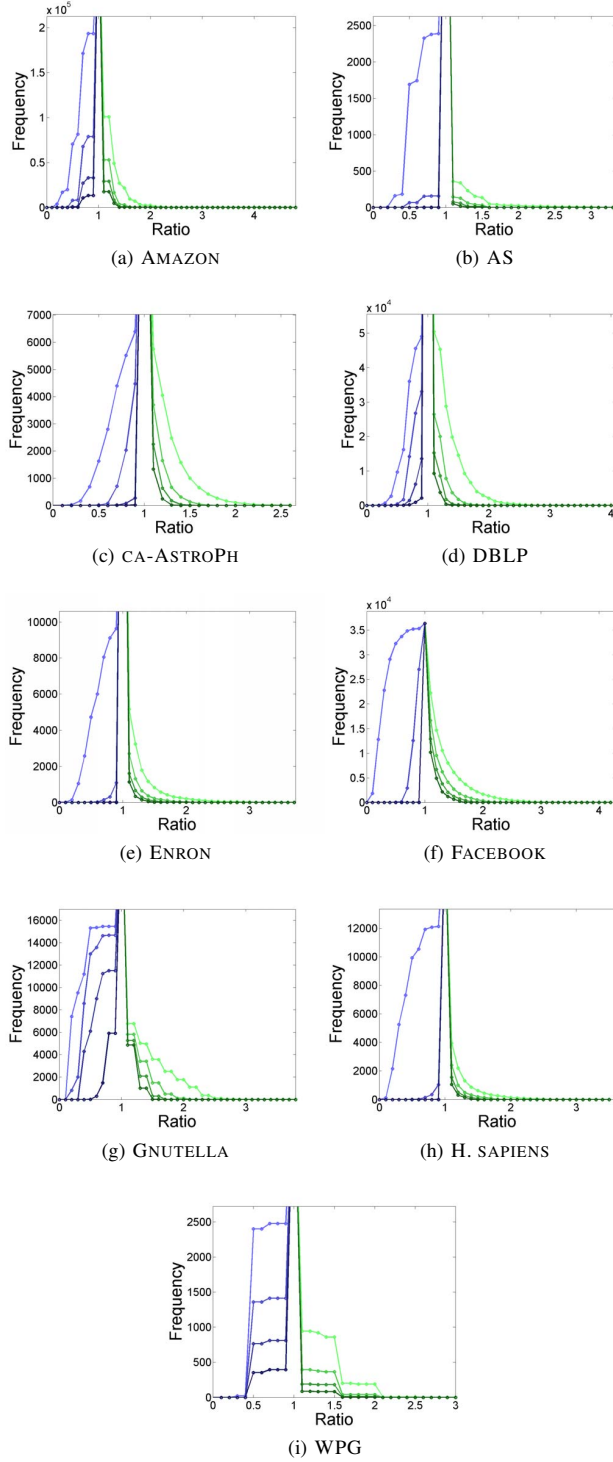 x 10^5
2
1.5
1
0.5
0
Frequency
0 1 2 3 4
Ratio
(a) AMAZON
2500
2000
1500
1000
500
0
Frequency
0 0.5 1 1.5 2 2.5 3
Ratio
(b) AS
7000
6000
5000
4000
3000
2000
1000
0
Frequency
0 0.5 1 1.5 2 2.5
Ratio
(c) CA-ASTROPH
x 10^4
5
4
3
2
1
0
Frequency
0 1 2 3 4
Ratio
(d) DBLP
10000
8000
6000
4000
2000
0
Frequency
0 1 2 3
Ratio
(e) ENRON
x 10^4
3.5
3
2.5
2
1.5
1
0.5
0
Frequency
0 1 2 3 4
Ratio
(f) FACEBOOK
16000
14000
12000
10000
8000
6000
4000
2000
0
Frequency
0 1 2 3
Ratio
(g) GNUTELLA
12000
10000
8000
6000
4000
2000
0
Frequency
0 1 2 3
Ratio
(h) H. SAPIENS
2500
2000
1500
1000
500
0
Frequency
0 0.5 1 1.5 2 2.5 3
Ratio
(i) WPG